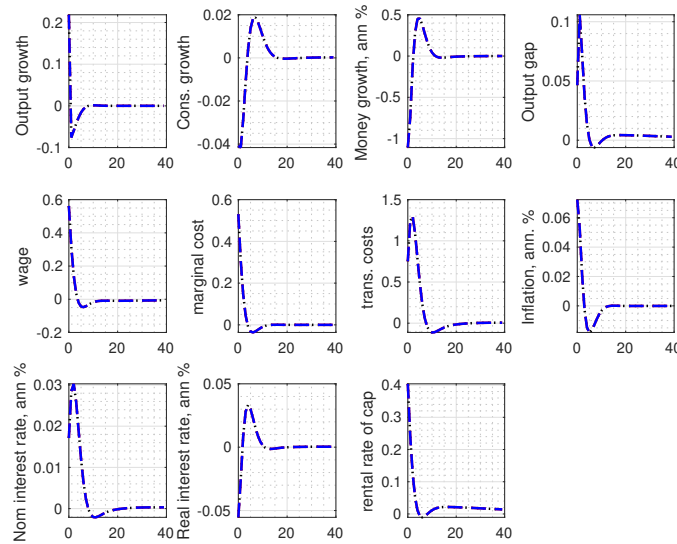 Output growth
0.2
0.1
0
-0.1
0 20 40
Cons. growth
0.02
0
-0.02
-0.04
0 20 40
Money growth, ann %
0.5
0
-0.5
-1
0 20 40
Output gap
0.1
0.05
0
0 20 40
wage
0.6
0.4
0.2
0
-0.2
0 20 40
marginal cost
0.6
0.4
0.2
0
0 20 40
trans. costs
1.5
1
0.5
0
0 20 40
Inflation, ann. %
0.06
0.04
0.02
0
0 20 40
Nom interest rate, ann %
0.03
0.02
0.01
0
0 20 40
Real interest rate, ann %
0.05
0
-0.05
0 20 40
rental rate of cap
0.4
0.3
0.2
0.1
0
0 20 40